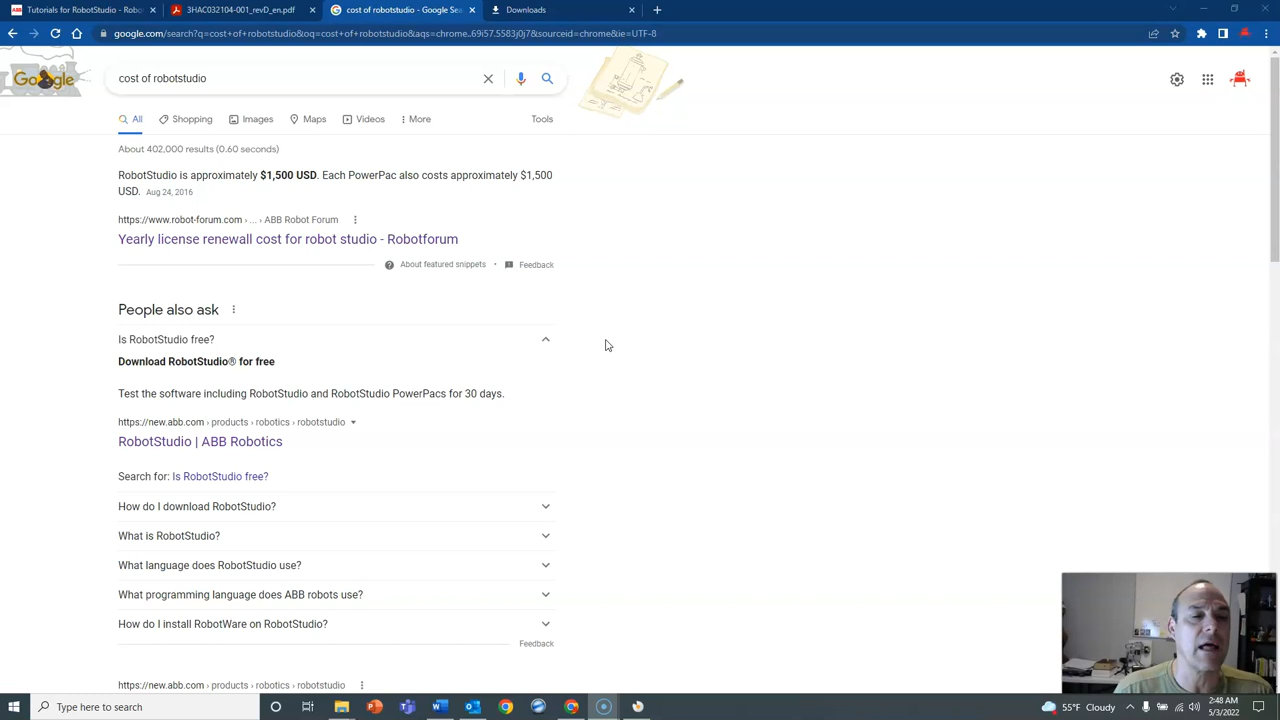 Tutorials for RobotStudio - Robo
3HAC032104-001_revD_en.pdf
cost of robotstudio - Google Sea
Downloads
google.com/search?q=cost+of+robotstudio&oq=cost+of+robotstudio&aqs=chrome..69i57.5583j0j7&sourceid=chrome&ie=UTF-8
Google
cost of robotstudio
All
Shopping
Images
Maps
Videos
More
Tools
About 402,000 results (0.60 seconds)
RobotStudio is approximately $1,500 USD. Each PowerPac also costs approximately $1,500
USD. Aug 24, 2016
https://www.robot-forum.com › ... › ABB Robot Forum
Yearly license renewall cost for robot studio - Robotforum
About featured snippets • Feedback
People also ask
Is RobotStudio free?
Download RobotStudio® for free
Test the software including RobotStudio and RobotStudio PowerPacs for 30 days.
https://new.abb.com › products › robotics › robotstudio
RobotStudio | ABB Robotics
Search for: Is RobotStudio free?
How do I download RobotStudio?
What is RobotStudio?
What language does RobotStudio use?
What programming language does ABB robots use?
How do I install RobotWare on RobotStudio?
Feedback
https://new.abb.com › products › robotics › robotstudio
Type here to search
55°F Cloudy
2:48 AM
5/3/2022